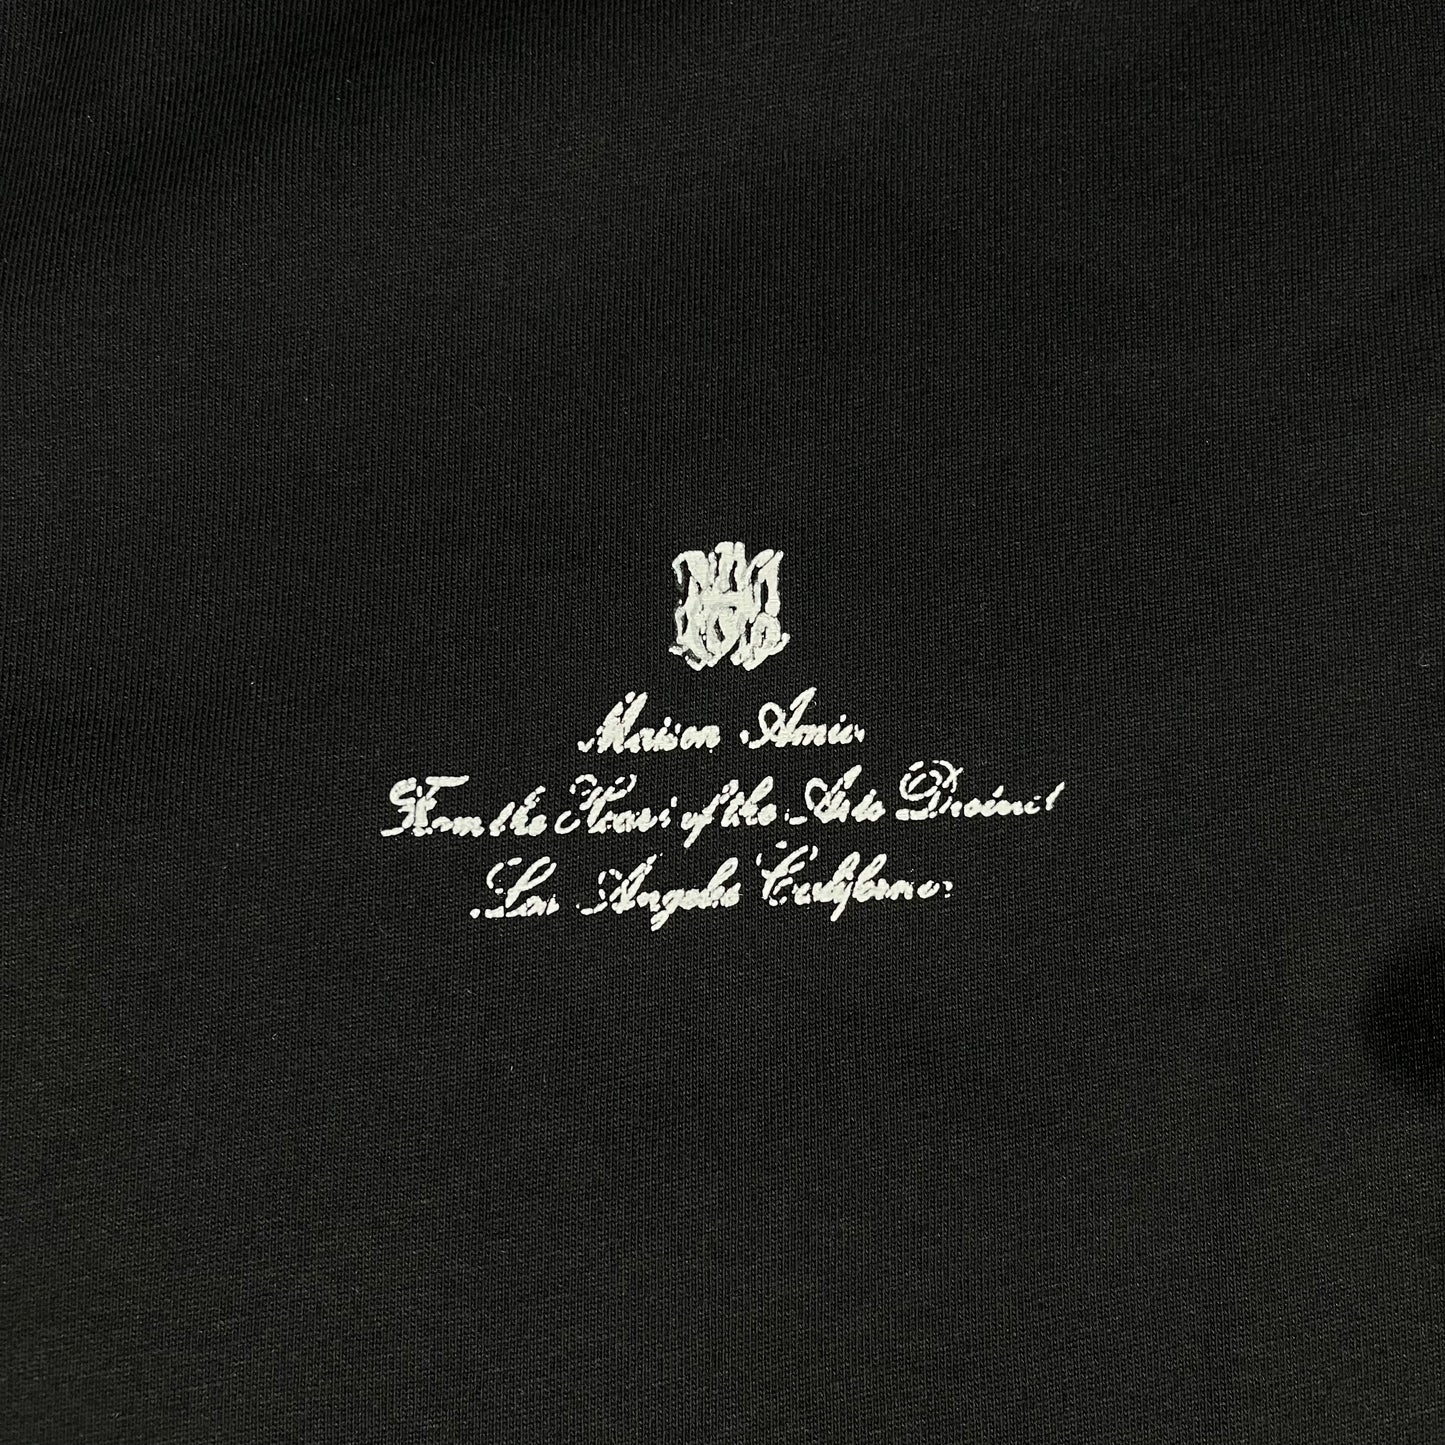 Maison Amiri
From the Heart of the Arts District
Los Angeles California